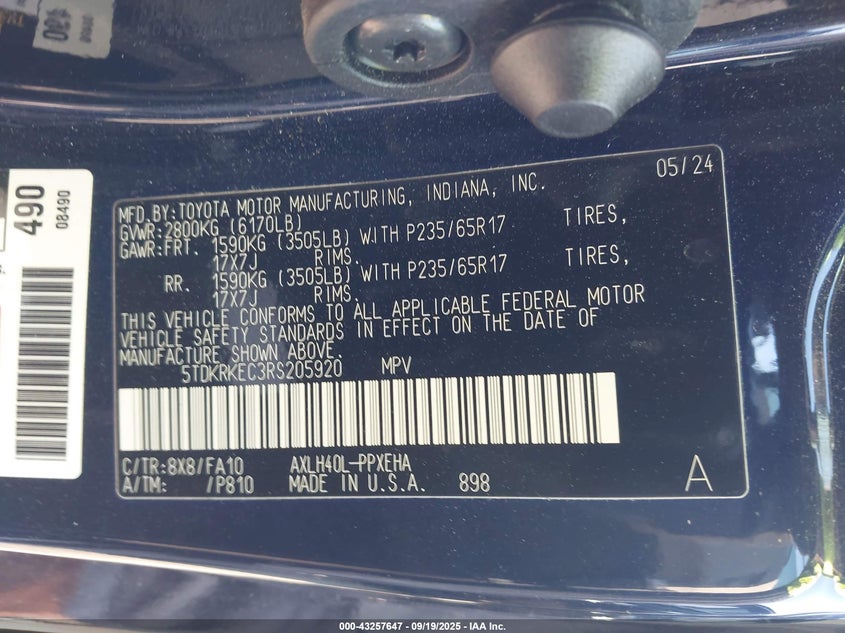 490
08490
MFD.BY:TOYOTA MOTOR MANUFACTURING, INDIANA, INC. 05/24
GVWR:2800KG (6170LB)
GAWR:FRT. 1590KG (3505LB) WITH P235/65R17 TIRES,
17X7J RIMS.
RR. 1590KG (3505LB) WITH P235/65R17 TIRES,
17X7J RIMS.
THIS VEHICLE CONFORMS TO ALL APPLICABLE FEDERAL MOTOR
VEHICLE SAFETY STANDARDS IN EFFECT ON THE DATE OF
MANUFACTURE SHOWN ABOVE.
5TDKRKEC3RS205920 MPV
C/TR:8X8/FA10 AXLH40L-PPXEHA
A/TM: /P810 MADE IN U.S.A. 898 A
000-43257647 - 09/19/2025 - IAA Inc.